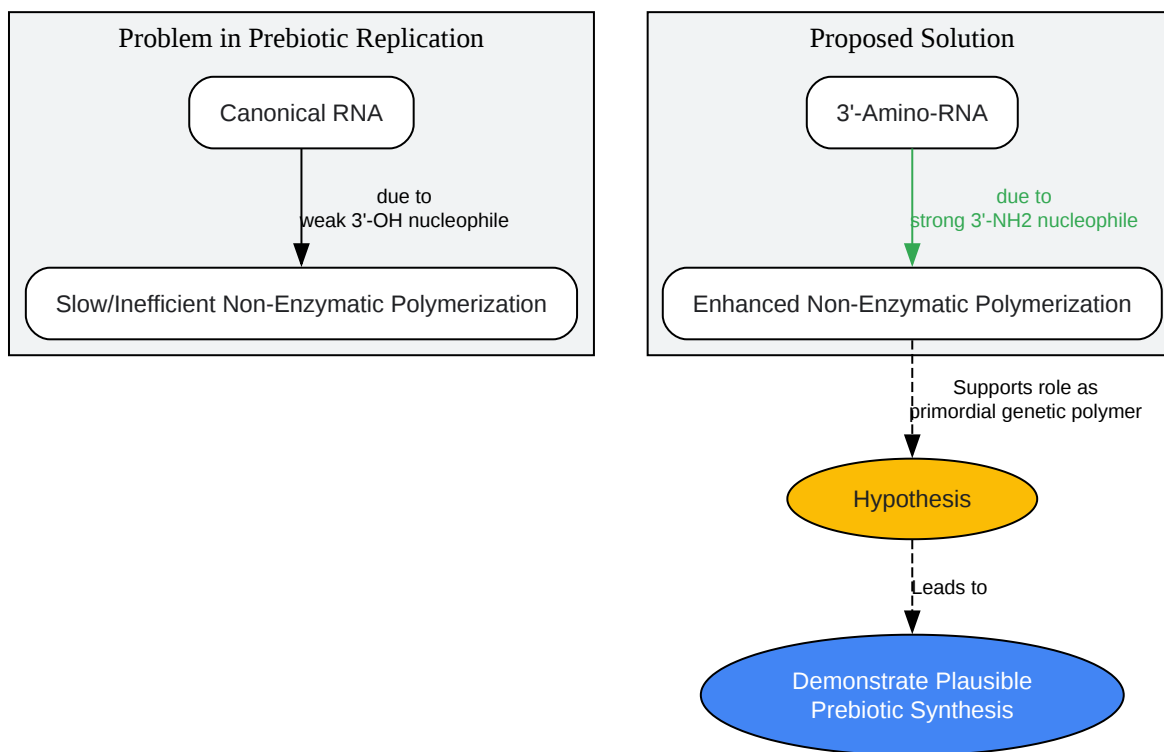 Problem in Prebiotic Replication
Canonical RNA
due to
weak 3'-OH nucleophile
Slow/Inefficient Non-Enzymatic Polymerization
Proposed Solution
3'-Amino-RNA
due to
strong 3'-NH2 nucleophile
Enhanced Non-Enzymatic Polymerization
Supports role as
primordial genetic polymer
Hypothesis
Leads to
Demonstrate Plausible
Prebiotic Synthesis